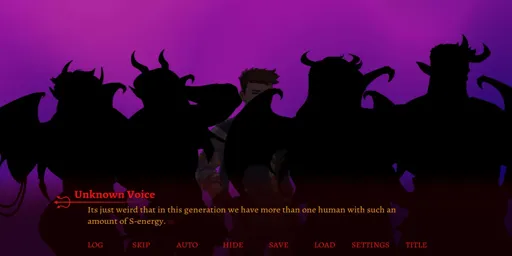 Unknown Voice
Its just weird that in this generation we have more than one human with such an
amount of S-energy.
LOG SKIP AUTO HIDE SAVE LOAD SETTINGS TITLE